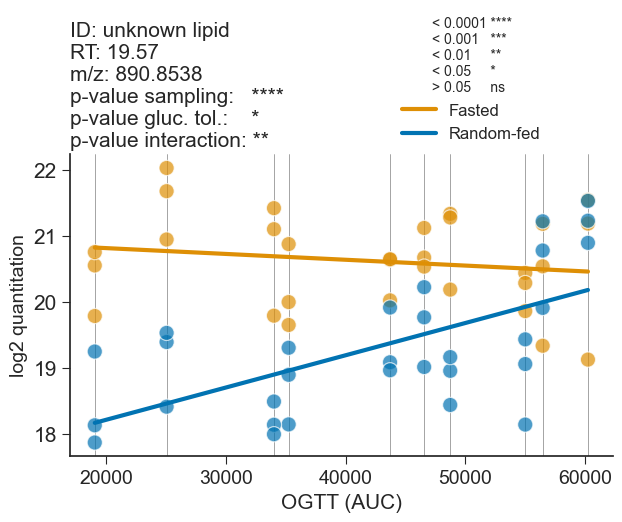 ID: unknown lipid
RT: 19.57
m/z: 890.8538
p-value sampling: ****
p-value gluc. tol.: *
p-value interaction: **
< 0.0001 ****
< 0.001 ***
< 0.01 **
< 0.05 *
> 0.05 ns
Fasted
Random-fed
log2 quantitation
22
21
20
19
18
20000 30000 40000 50000 60000
OGTT (AUC)